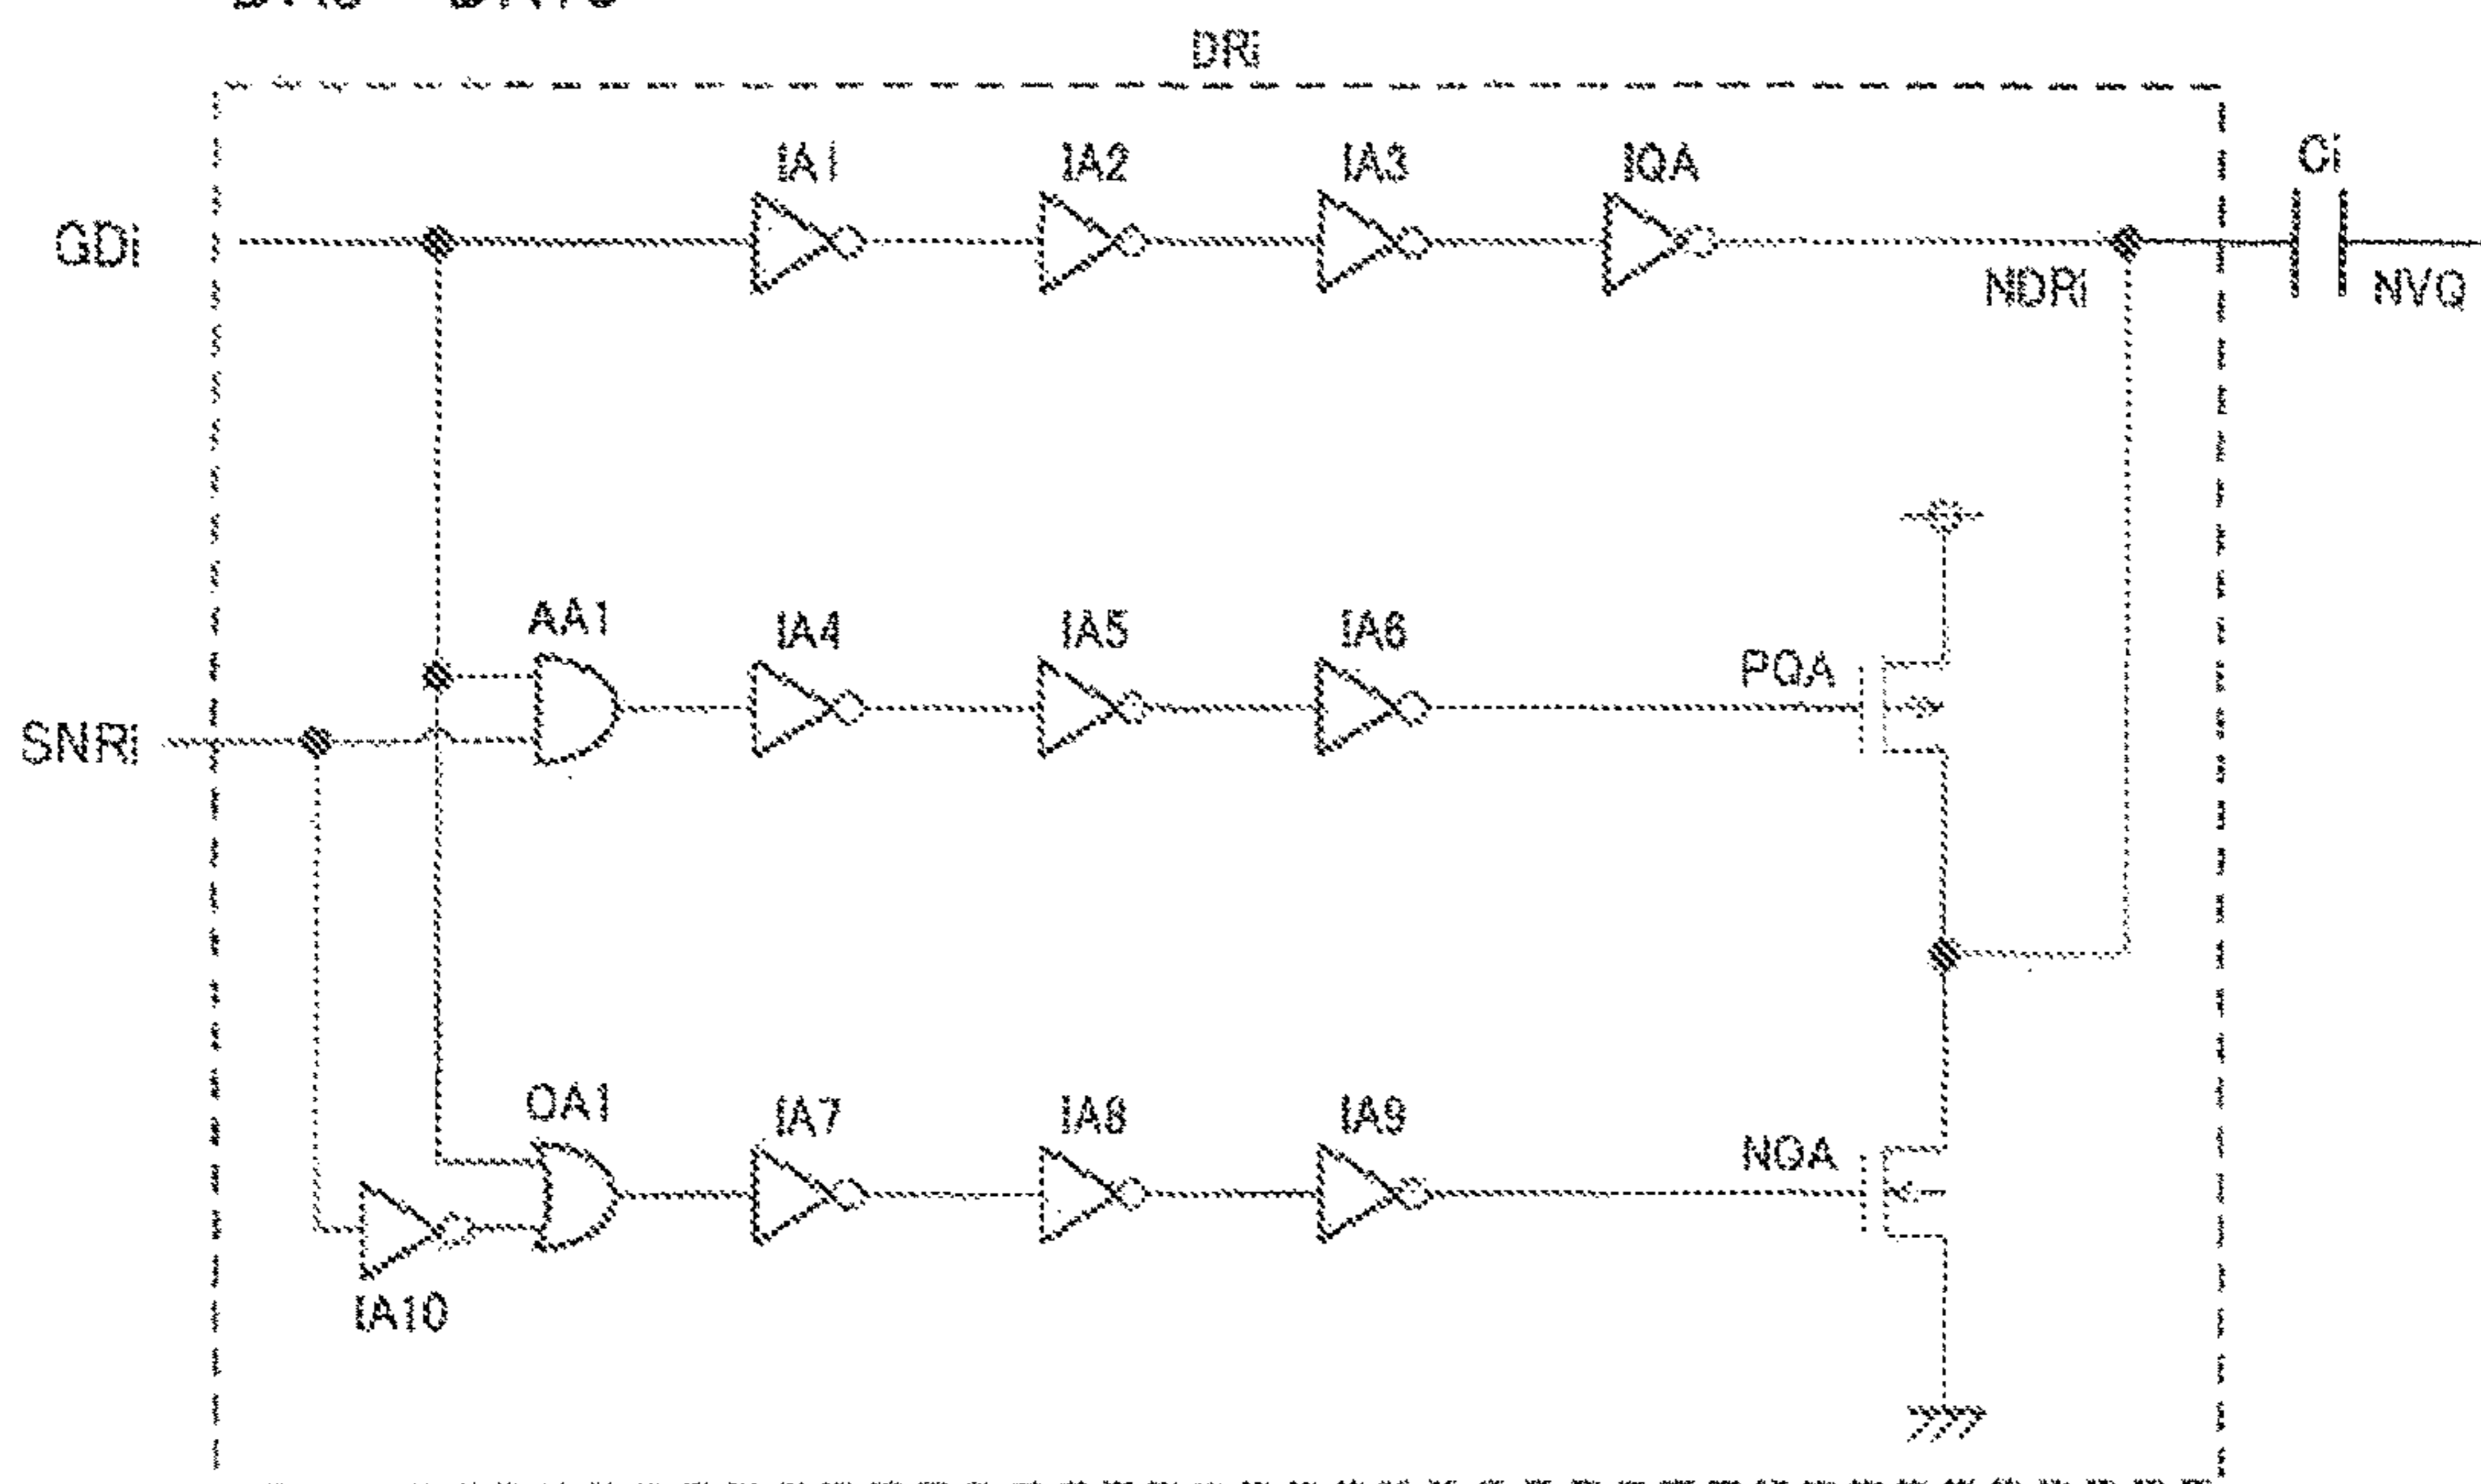 DRi
IA1 IA2 IA3 IQA Ci
GDi
NDRi NVQ
AA1 IA4 IA5 IA6 PQA
SNRi
OA1 IA7 IA8 IA9 NQA
IA10